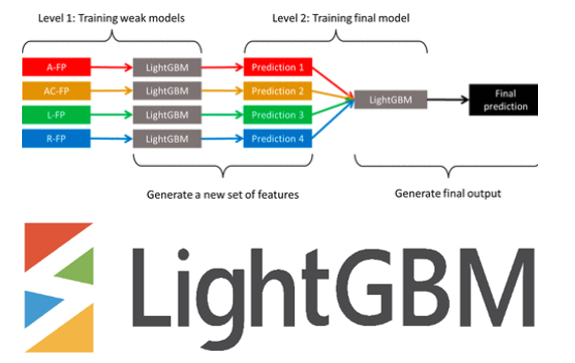 Level 1: Training weak models
Level 2: Training final model
A-FP LightGBM Prediction 1
AC-FP LightGBM Prediction 2
LightGBM
Final prediction
L-FP LightGBM Prediction 3
R-FP LightGBM Prediction 4
Generate a new set of features
Generate final output
LightGBM